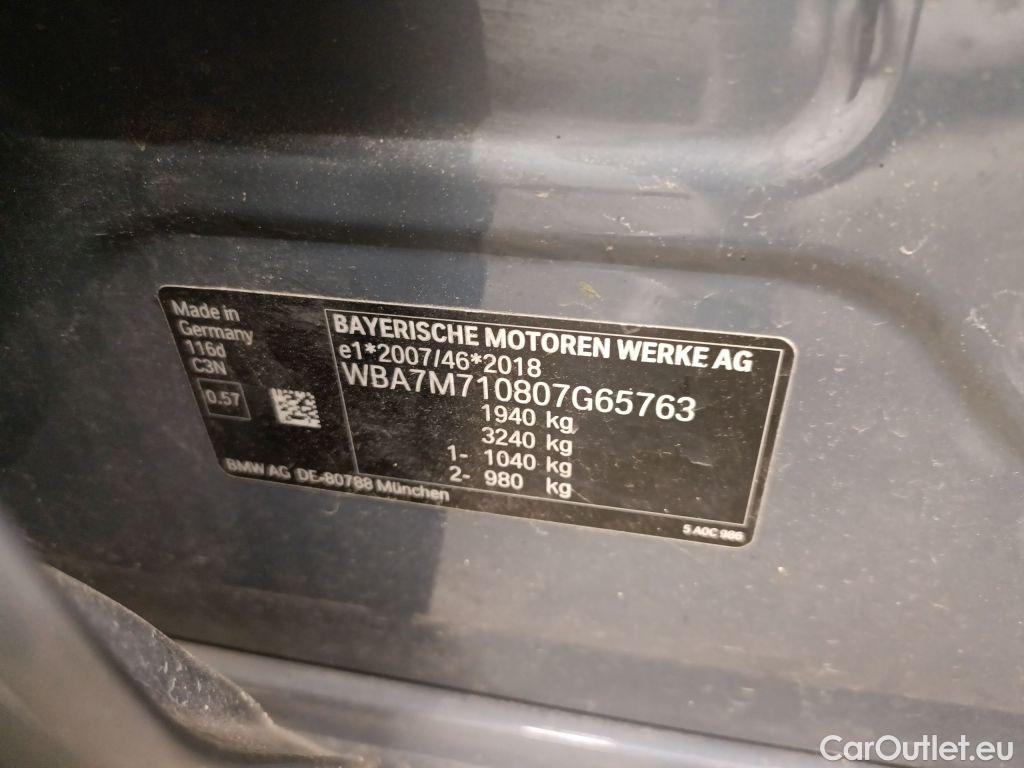 Made in
Germany
116d
C3N
0.57
BAYERISCHE MOTOREN WERKE AG
e1*2007/46*2018
WBA7M710807G65763
1940 kg
3240 kg
1- 1040 kg
2- 980 kg
BMW AG DE-80788 München
5 A0C 986
CarOutlet.eu